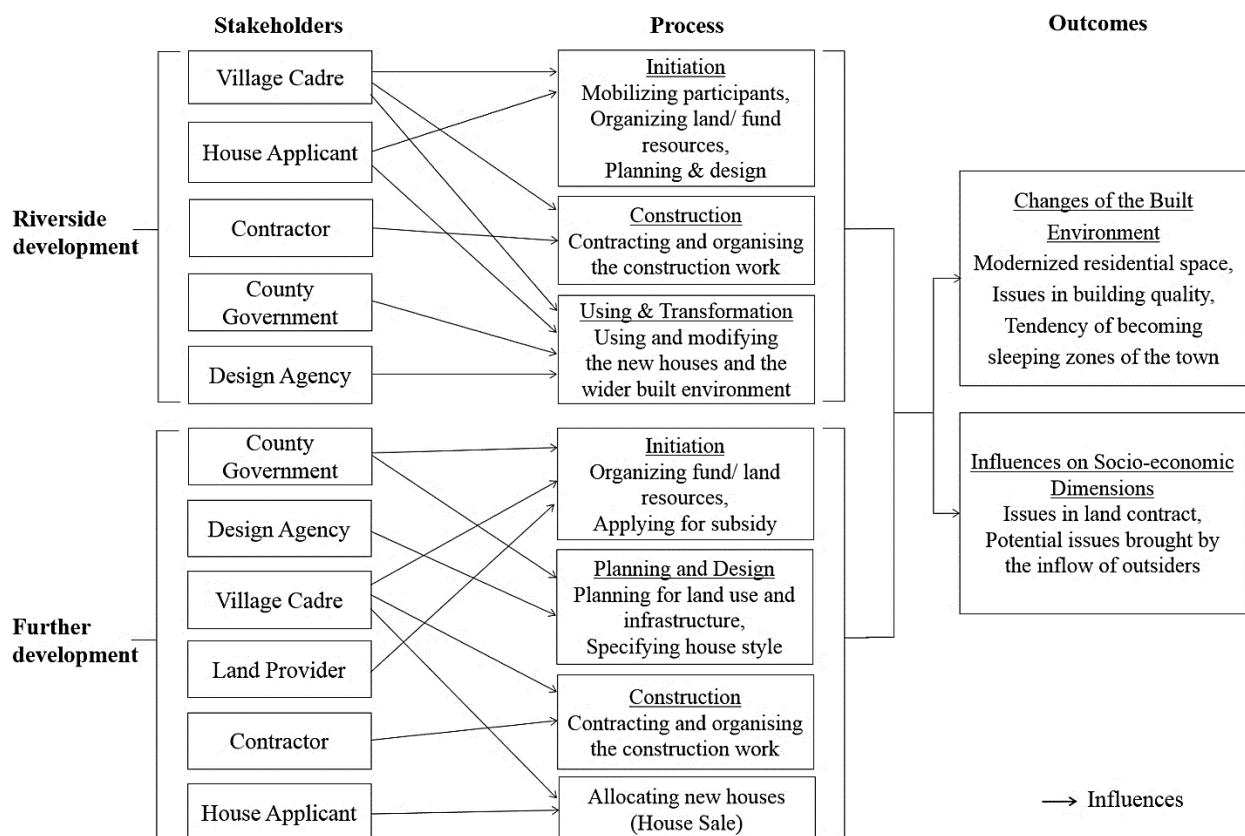 Stakeholders
Process
Outcomes
Riverside
development
Village Cadre
House Applicant
Contractor
County
Government
Design Agency
Initiation
Mobilizing participants,
Organizing land/ fund
resources,
Planning & design
Construction
Contracting and organising
the construction work
Using & Transformation
Using and modifying
the new houses and the
wider built environment
Further
development
County
Government
Design Agency
Village Cadre
Land Provider
Contractor
House Applicant
Initiation
Organizing fund/ land
resources,
Applying for subsidy
Planning and Design
Planning for land use and
infrastructure,
Specifying house style
Construction
Contracting and organising
the construction work
Allocating new houses
(House Sale)
Changes of the Built
Environment
Modernized residential space,
Issues in building quality,
Tendency of becoming
sleeping zones of the town
Influences on Socio-economic
Dimensions
Issues in land contract,
Potential issues brought by
the inflow of outsiders
Influences